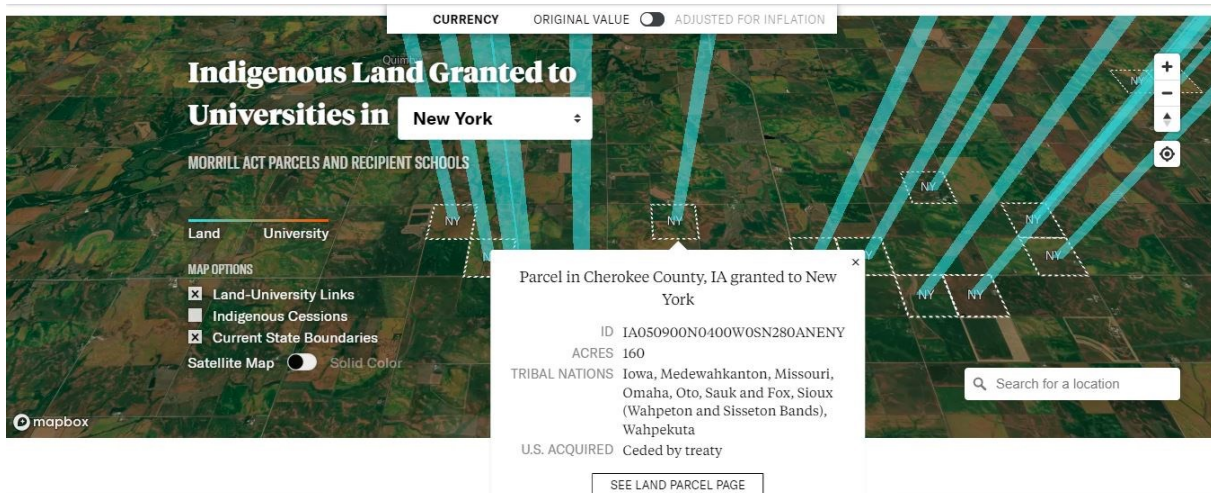 CURRENCY ORIGINAL VALUE ADJUSTED FOR INFLATION
Indigenous Land Granted to
Universities in New York
MORRILL ACT PARCELS AND RECIPIENT SCHOOLS
Land University
MAP OPTIONS
x Land-University Links
Indigenous Cessions
x Current State Boundaries
Satellite Map Solid Color
mapbox
NY
NY
NY
NY
NY
NY
NY
NY
+
−
Search for a location
×
Parcel in Cherokee County, IA granted to New
York
ID IA050900N0400W0SN280ANENY
ACRES 160
TRIBAL NATIONS Iowa, Medewahkanton, Missouri,
Omaha, Oto, Sauk and Fox, Sioux
(Wahpeton and Sisseton Bands),
Wahpekuta
U.S. ACQUIRED Ceded by treaty
SEE LAND PARCEL PAGE